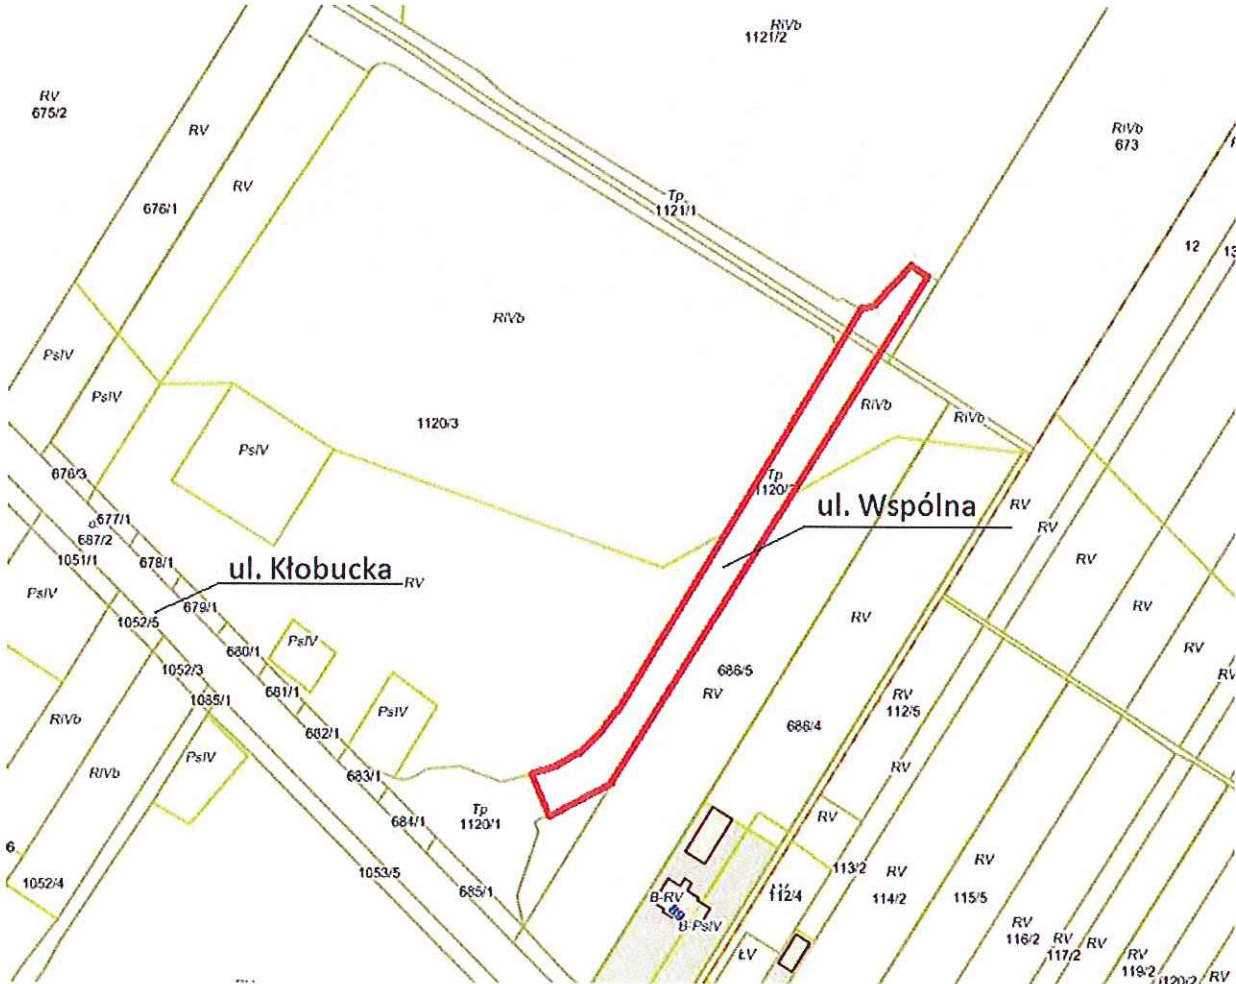 RIVb
1121/2
RV
675/2
RV
RIVb
673
RV
Tp
1121/1
676/1
12
13
RIVb
PsIV
PsIV
RIVb
RIVb
1120/3
PsIV
676/3
Tp
ul. Wspólna
RV
677/1
687/2
RV
1051/1
678/1
RV
ul. Kłobucka
RV
PsIV
679/1
RV
1052/5
RV
680/1
PsIV
RV
1052/3
686/5
RV
681/1
RV
RV
1085/1
112/5
PsIV
RIVb
682/1
686/4
PsIV
RV
RIVb
683/1
Tp
RV
684/1
1120/1
6
RV
113/2
RV
1053/5
RV
1052/4
685/1
B-RV
112/4
114/2
115/5
89
B-PsIV
RV
116/2
RV
RV
117/2
ŁV
RV
119/2
1120/2
RV